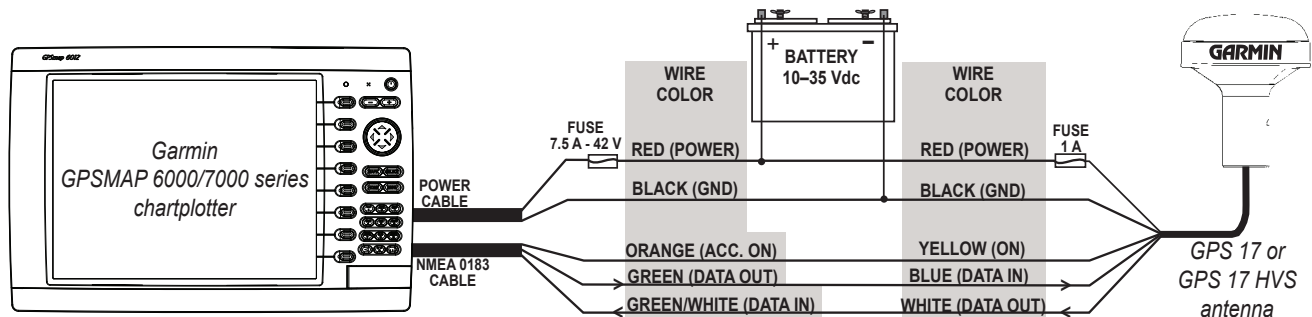 GPSmap 6012
Garmin
GPSMAP 6000/7000 series
chartplotter
POWER
CABLE
NMEA 0183
CABLE
FUSE
7.5 A - 42 V
WIRE
COLOR
RED (POWER)
BLACK (GND)
ORANGE (ACC. ON)
GREEN (DATA OUT)
GREEN/WHITE (DATA IN)
+
–
BATTERY
10–35 Vdc
WIRE
COLOR
RED (POWER)
BLACK (GND)
YELLOW (ON)
BLUE (DATA IN)
WHITE (DATA OUT)
FUSE
1 A
GARMIN
GPS 17 or
GPS 17 HVS
antenna